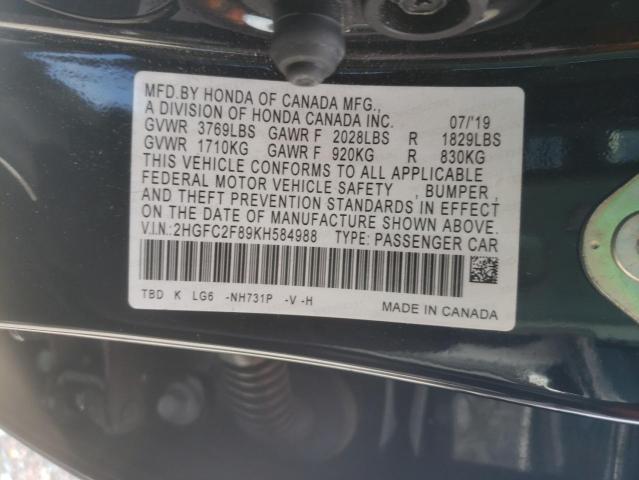 MFD.BY HONDA OF CANADA MFG.,
A DIVISION OF HONDA CANADA INC. 07/'19
GVWR 3769LBS GAWR F 2028LBS R 1829LBS
GVWR 1710KG GAWR F 920KG R 830KG
THIS VEHICLE CONFORMS TO ALL APPLICABLE
FEDERAL MOTOR VEHICLE SAFETY , BUMPER,
AND THEFT PREVENTION STANDARDS IN EFFECT
ON THE DATE OF MANUFACTURE SHOWN ABOVE.
V.I.N.:2HGFC2F89KH584988 TYPE: PASSENGER CAR
TBD K LG6 -NH731P -V -H
MADE IN CANADA